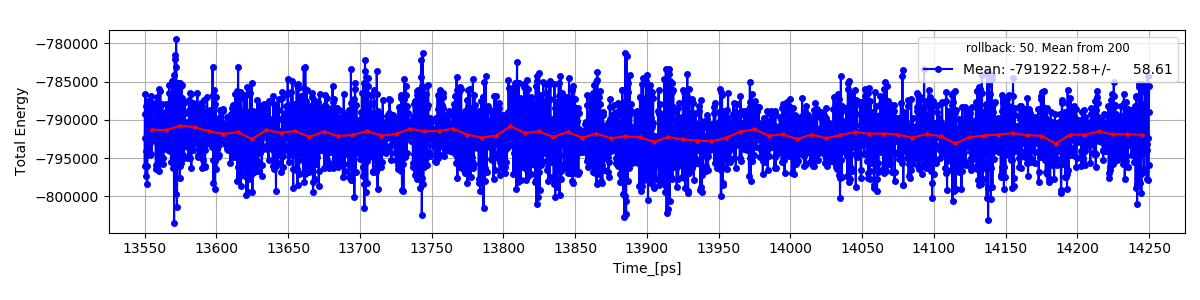 rollback: 50. Mean from 200
Mean: -791922.58+/- 58.61
Total Energy
−780000
−785000
−790000
−795000
−800000
13550 13600 13650 13700 13750 13800 13850 13900 13950 14000 14050 14100 14150 14200 14250
Time_[ps]